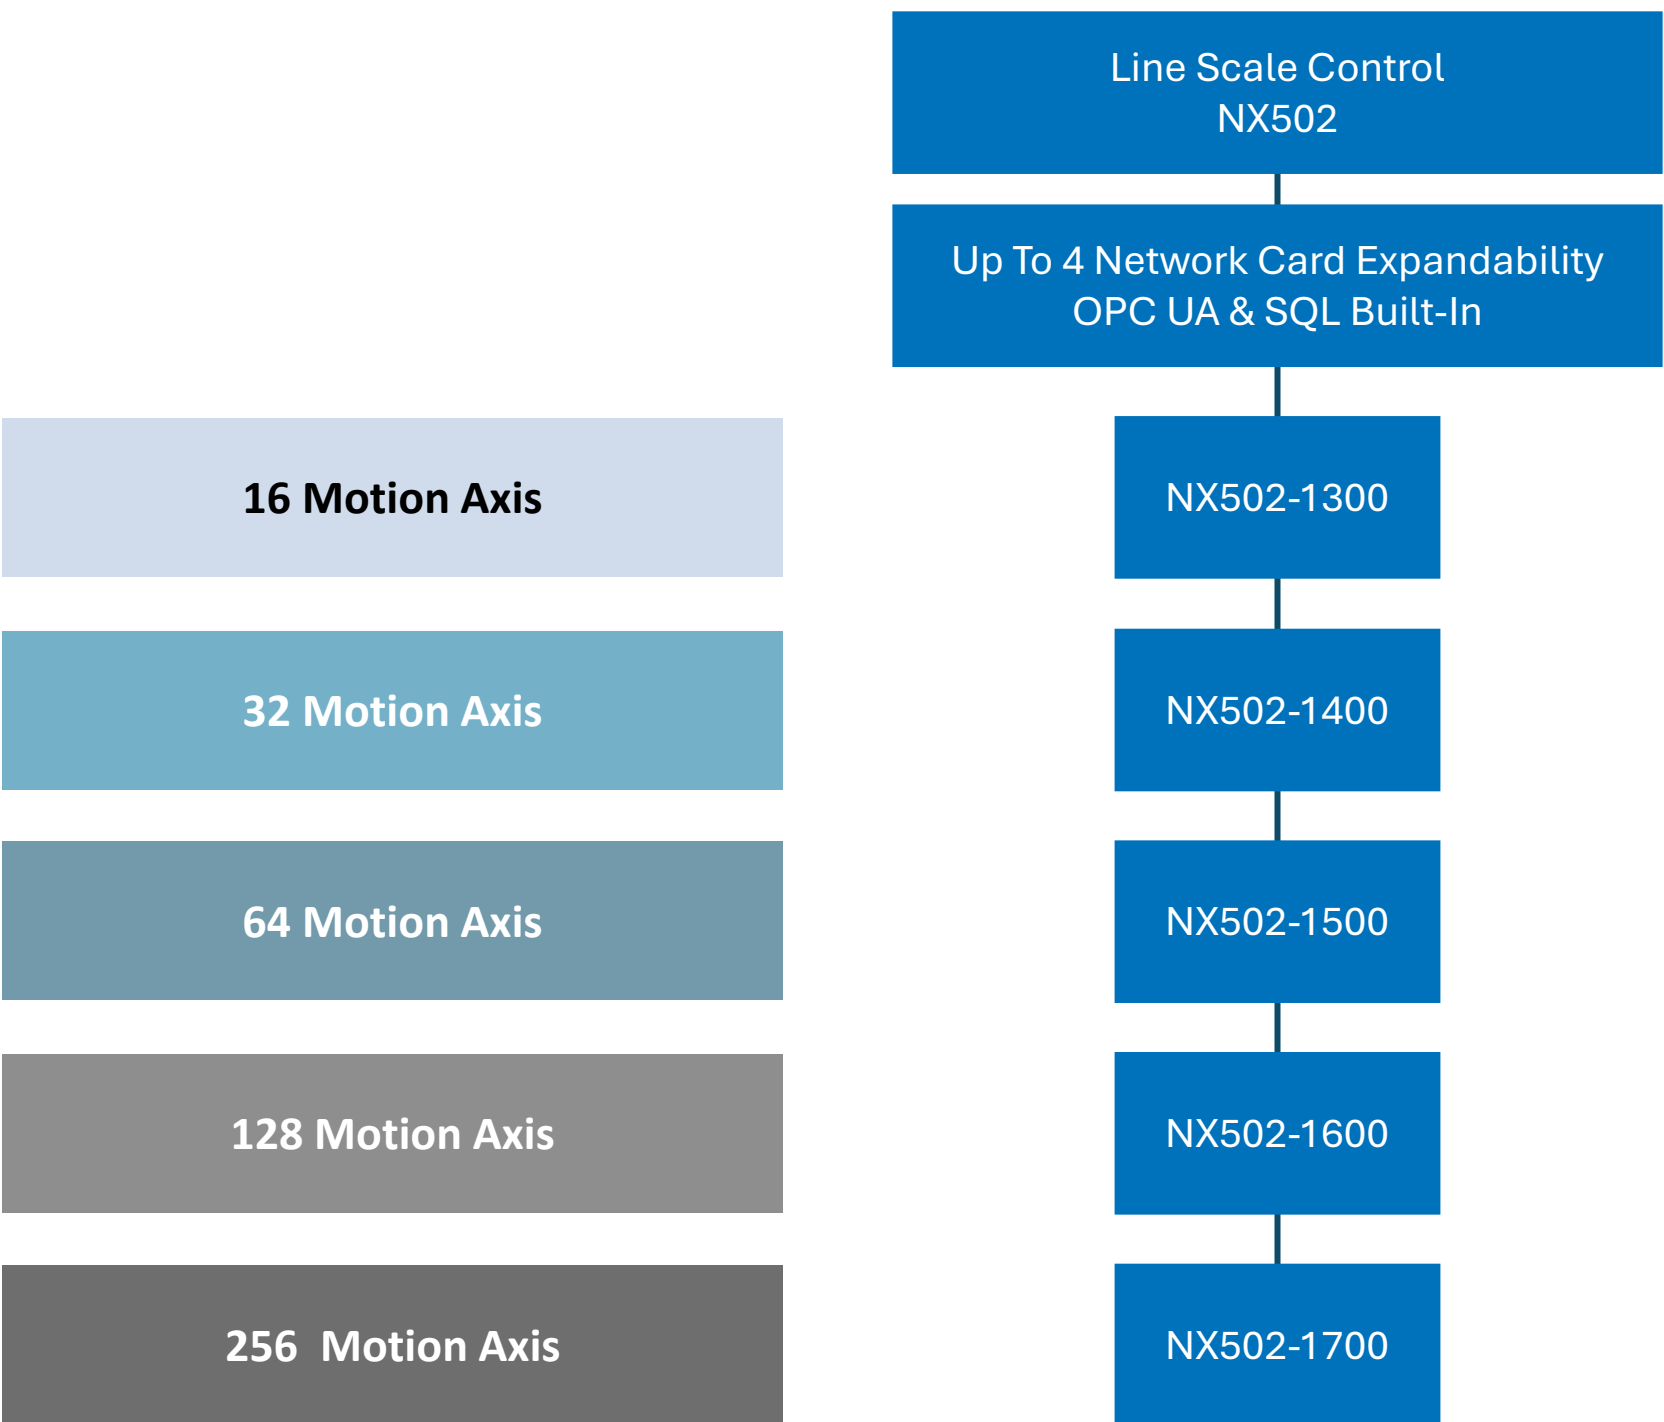 Line Scale Control
NX502
Up To 4 Network Card Expandability
OPC UA & SQL Built-In
16 Motion Axis
NX502-1300
32 Motion Axis
NX502-1400
64 Motion Axis
NX502-1500
128 Motion Axis
NX502-1600
256  Motion Axis
NX502-1700